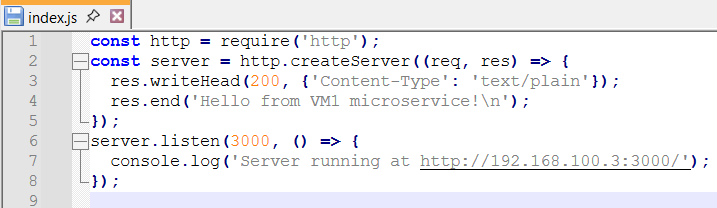 index.js
1 const http = require('http');
2 const server = http.createServer((req, res) => {
3   res.writeHead(200, {'Content-Type': 'text/plain'});
4   res.end('Hello from VM1 microservice!\n');
5 });
6 server.listen(3000, () => {
7   console.log('Server running at http://192.168.100.3:3000/');
8 });
9